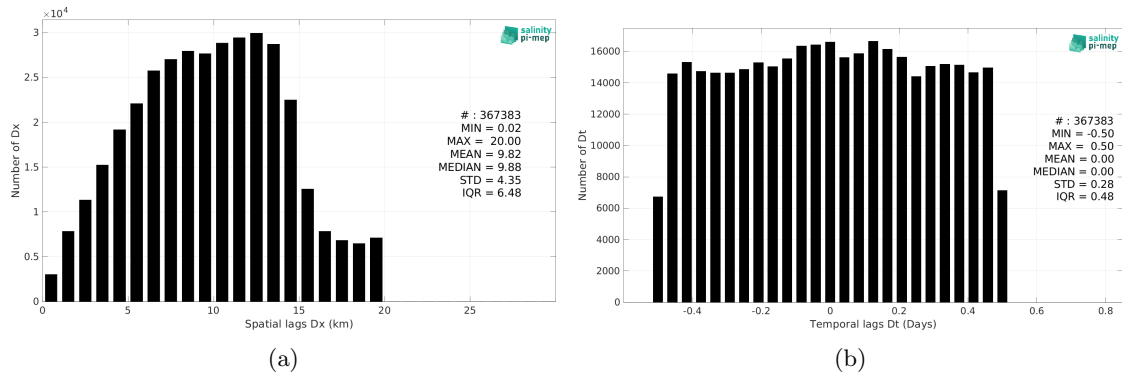 ×10⁴
3
2.5
2
1.5
1
0.5
0
0
5
10
15
20
25
Number of Dx
Spatial lags Dx (km)
salinity
pi-mep
# : 367383
MIN = 0.02
MAX = 20.00
MEAN = 9.82
MEDIAN = 9.88
STD = 4.35
IQR = 6.48
(a)
16000
14000
12000
10000
8000
6000
4000
2000
0
-0.4
-0.2
0
0.2
0.4
0.6
0.8
Number of Dt
Temporal lags Dt (Days)
salinity
pi-mep
# : 367383
MIN = -0.50
MAX = 0.50
MEAN = 0.00
MEDIAN = 0.00
STD = 0.28
IQR = 0.48
(b)